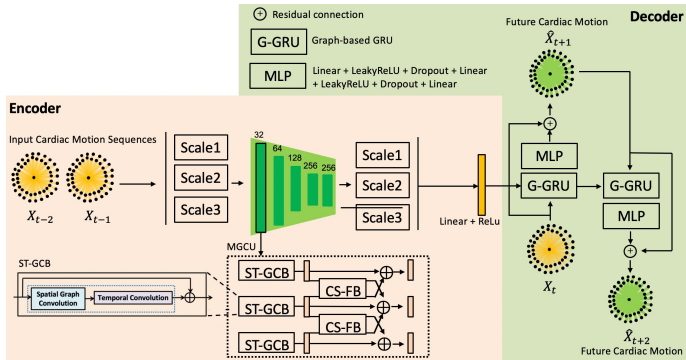 Decoder
Residual connection
G-GRU
Graph-based GRU
MLP
Linear + LeakyReLU + Dropout + Linear
+ LeakyReLU + Dropout + Linear
Future Cardiac Motion
X̂t+1
Encoder
Input Cardiac Motion Sequences
Xt−2
Xt−1
Scale1
Scale2
Scale3
32
64
128
256
256
Scale1
Scale2
Scale3
Linear + ReLu
MLP
G-GRU
G-GRU
MLP
Xt
X̂t+2
Future Cardiac Motion
MGCU
ST-GCB
Spatial Graph
Convolution
Temporal Convolution
ST-GCB
CS-FB
ST-GCB
CS-FB
ST-GCB